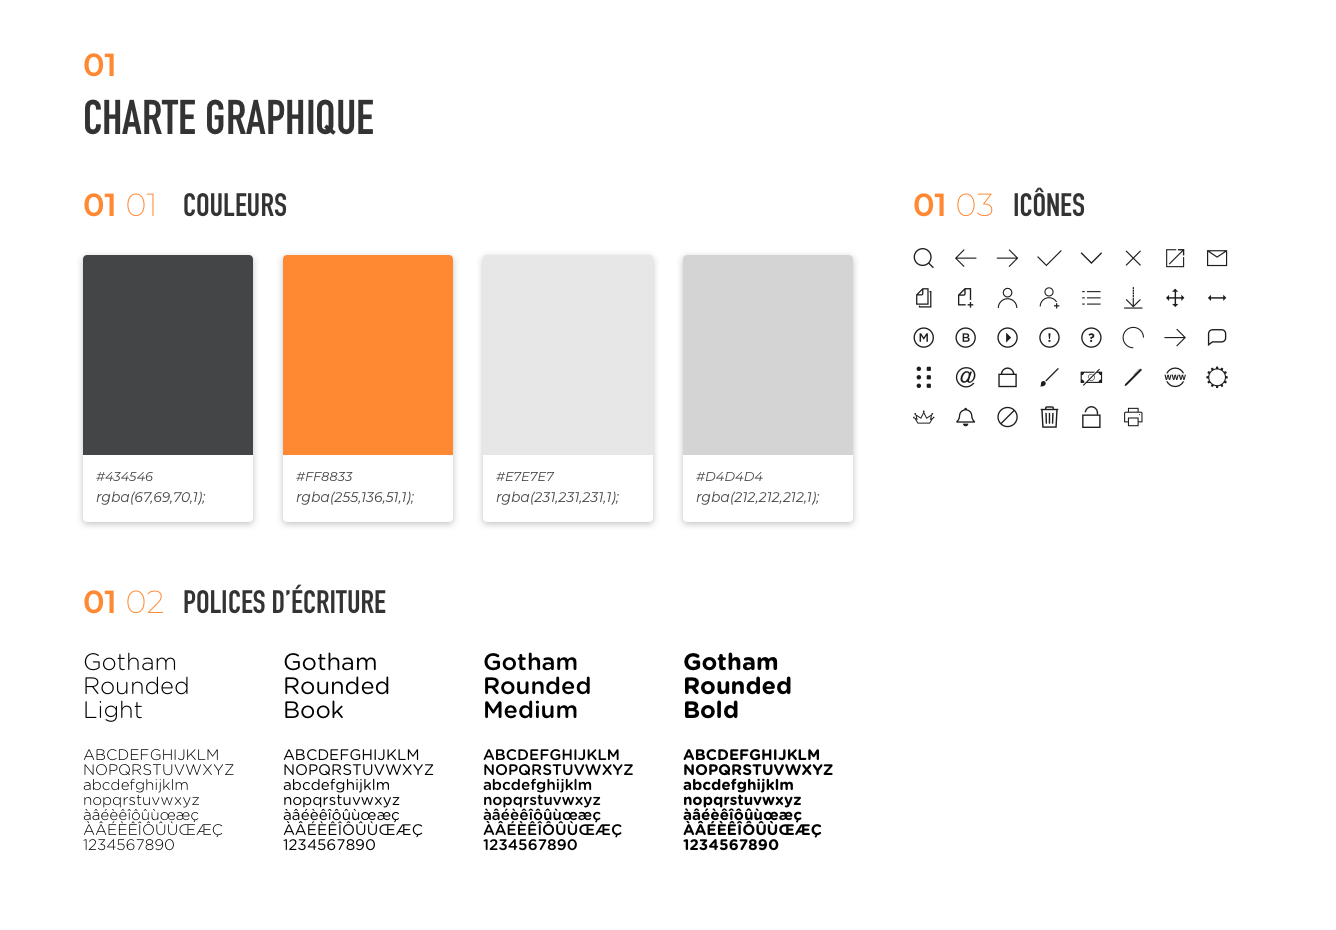 01
CHARTE GRAPHIQUE
01 01 COULEURS
#434546
rgba(67,69,70,1);
#FF8833
rgba(255,136,51,1);
#E7E7E7
rgba(231,231,231,1);
#D4D4D4
rgba(212,212,212,1);
01 03 ICÔNES
M
B
!
?
@
WWW
01 02 POLICES D’ÉCRITURE
Gotham
Rounded
Light
ABCDEFGHIJKLM
NOPQRSTUVWXYZ
abcdefghijklm
nopqrstuvwxyz
àâéèêîôûùœæç
ÀÂÉÈÊÎÔÛÙŒÆÇ
1234567890
Gotham
Rounded
Book
ABCDEFGHIJKLM
NOPQRSTUVWXYZ
abcdefghijklm
nopqrstuvwxyz
àâéèêîôûùœæç
ÀÂÉÈÊÎÔÛÙŒÆÇ
1234567890
Gotham
Rounded
Medium
ABCDEFGHIJKLM
NOPQRSTUVWXYZ
abcdefghijklm
nopqrstuvwxyz
àâéèêîôûùœæç
ÀÂÉÈÊÎÔÛÙŒÆÇ
1234567890
Gotham
Rounded
Bold
ABCDEFGHIJKLM
NOPQRSTUVWXYZ
abcdefghijklm
nopqrstuvwxyz
àâéèêîôûùœæç
ÀÂÉÈÊÎÔÛÙŒÆÇ
1234567890